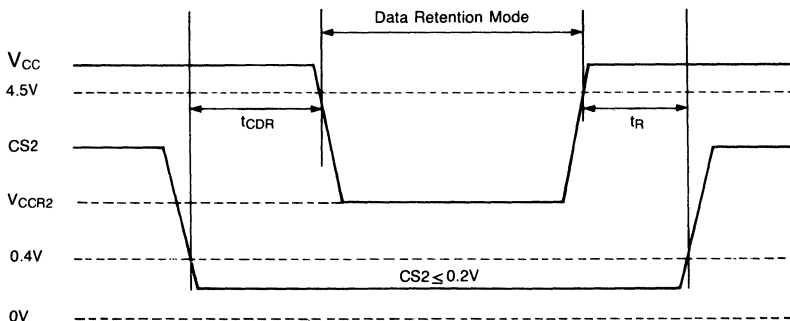 Data Retention Mode
VCC
4.5V
tCDR
tR
CS2
VCCR2
0.4V
CS2 ≤ 0.2V
0V